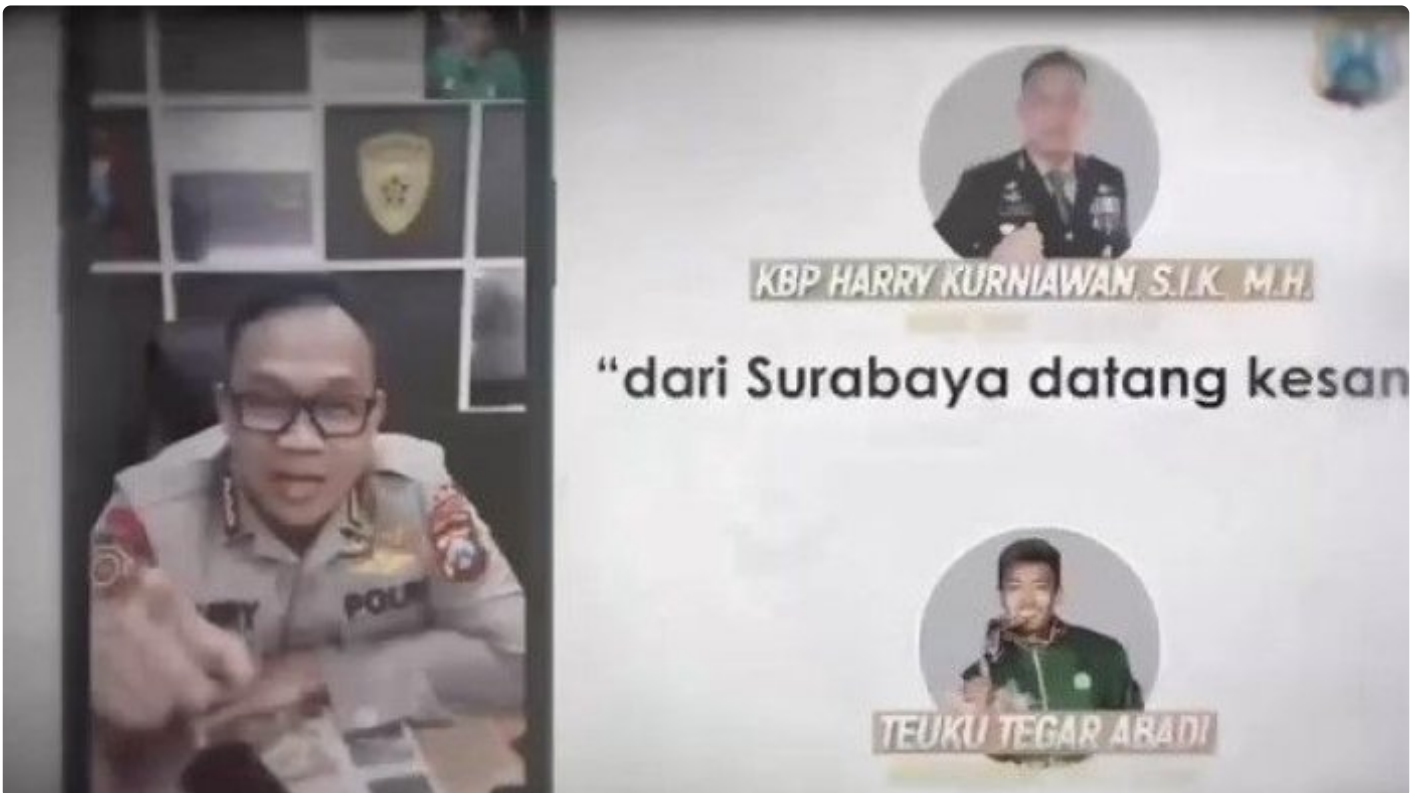 KBP HARRY KURNIAWAN, S.I.K. M.H.
“dari Surabaya datang kesan
POLRI
TEUKU TEGAR ABADI